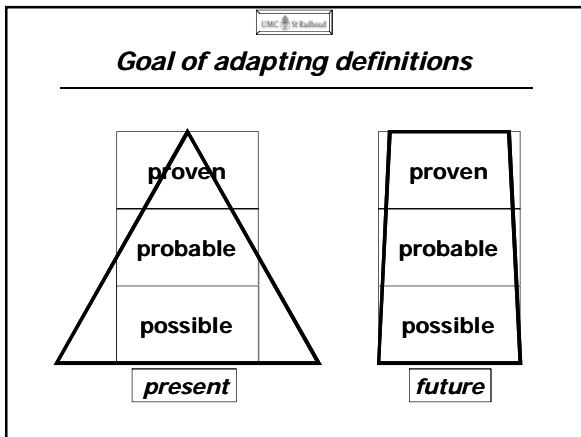 UMC St Radboud
Goal of adapting definitions
proven proven
probable probable
possible possible
present future